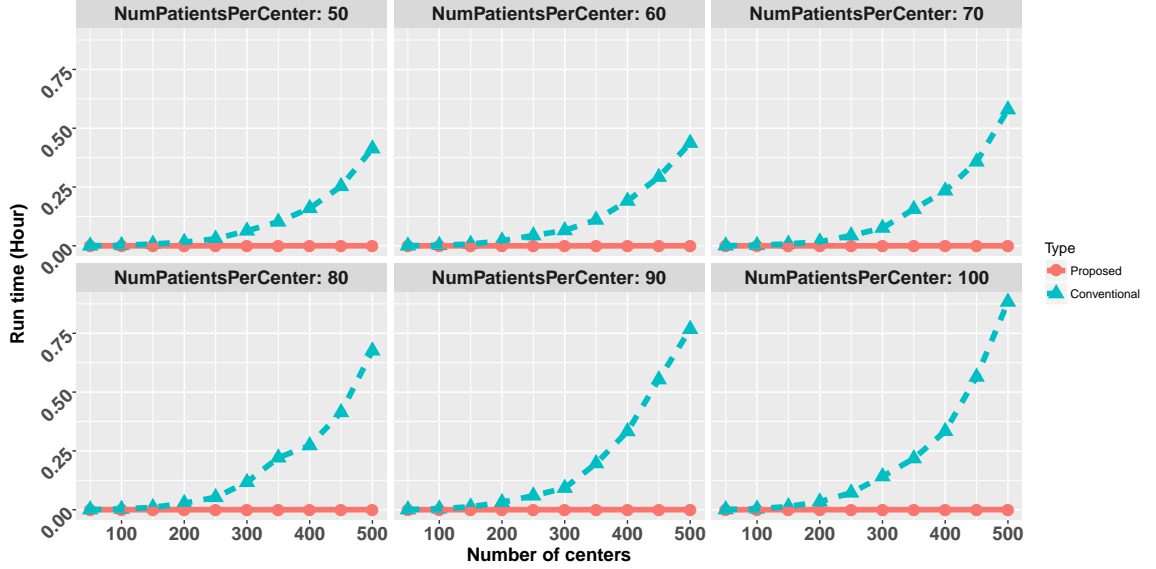 NumPatientsPerCenter: 50
NumPatientsPerCenter: 60
NumPatientsPerCenter: 70
0.75
0.50
0.25
0.00
NumPatientsPerCenter: 80
NumPatientsPerCenter: 90
NumPatientsPerCenter: 100
0.75
0.50
0.25
0.00
100 200 300 400 500
100 200 300 400 500
100 200 300 400 500
Number of centers
Run time (Hour)
Type
Proposed
Conventional